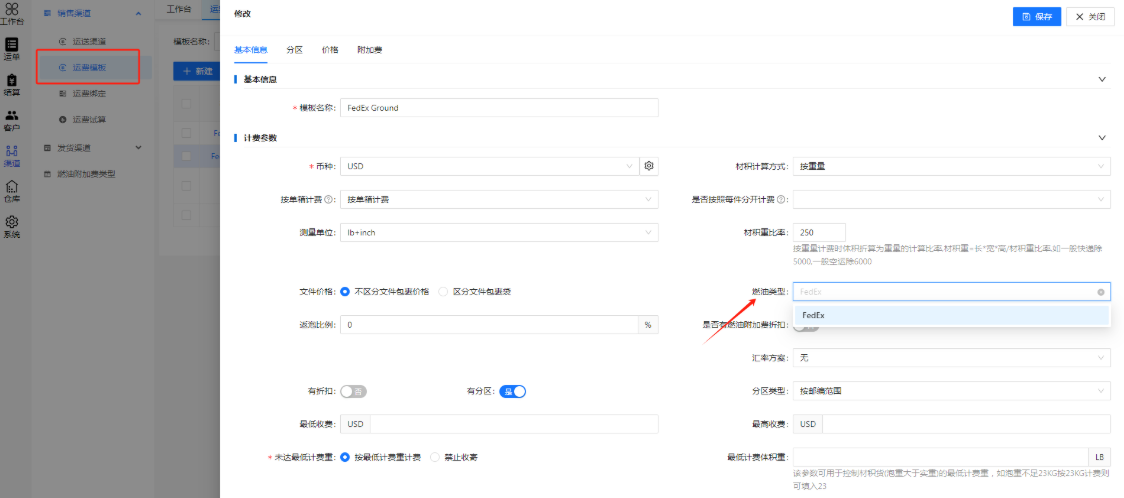 工作台
运单
结算
客户
渠道
仓库
系统
销售渠道
运送渠道
运费模板
运费绑定
运费试算
发货渠道
燃油附加费类型
工作台
模板名称:
+ 新建
修改
保存
× 关闭
基本信息 分区 价格 附加费
基本信息
* 模板名称: FedEx Ground
计费参数
* 币种: USD 材积计算方式: 按重量
按单箱计费: 按单箱计费 是否按照每件分开计费:
测量单位: lb+inch 材积重比率: 250
按重量计费时体积折算为重量的计算比率,材积重=长*宽*高/材积重比率,如一般快递除
5000,一般空运除6000
文件价格: 不区分文件包裹价格 区分文件包裹袋 燃油类型: FedEx
FedEx
返泡比例: 0 % 是否有燃油附加费折扣:
汇率方案: 无
有折扣: 否 有分区: 是 分区类型: 按邮编范围
最低收费: USD 最高收费: USD
* 未达最低计费重: 按最低计费重计费 禁止收寄 最低计费体积重: LB
该参数可用于控制材积货(泡重大于实重)的最低计费重，如泡重不足23KG按23KG计费则
可填入23